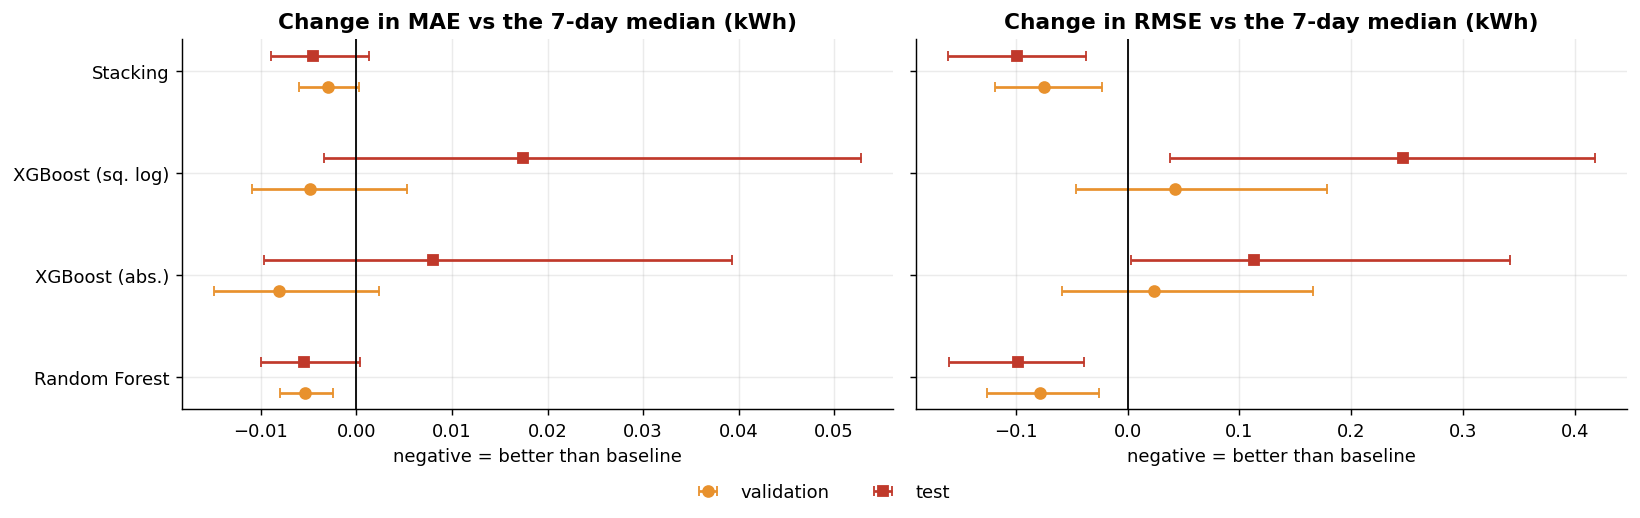 Change in MAE vs the 7-day median (kWh)
Change in RMSE vs the 7-day median (kWh)
Stacking
XGBoost (sq. log)
XGBoost (abs.)
Random Forest
−0.01 0.00 0.01 0.02 0.03 0.04 0.05
−0.1 0.0 0.1 0.2 0.3 0.4
negative = better than baseline
negative = better than baseline
validation test